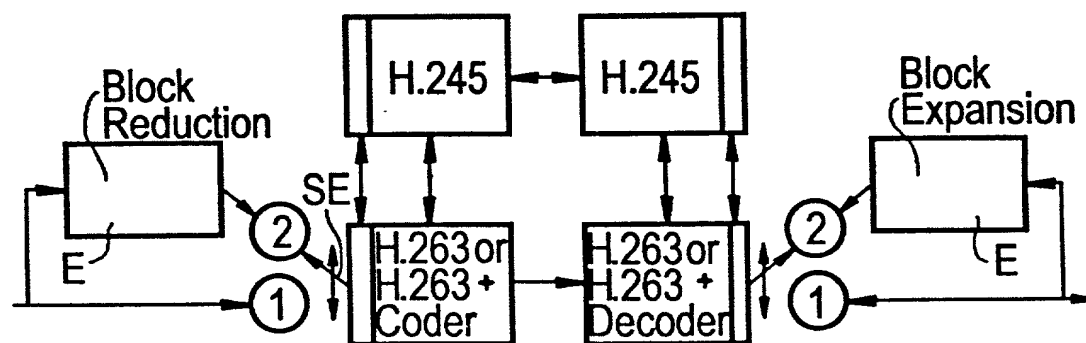 Block
Reduction
E
SE
2
1
H.245
H.245
H.263 or
H.263 +
Coder
H.263 or
H.263 +
Decoder
Block
Expansion
E
2
1